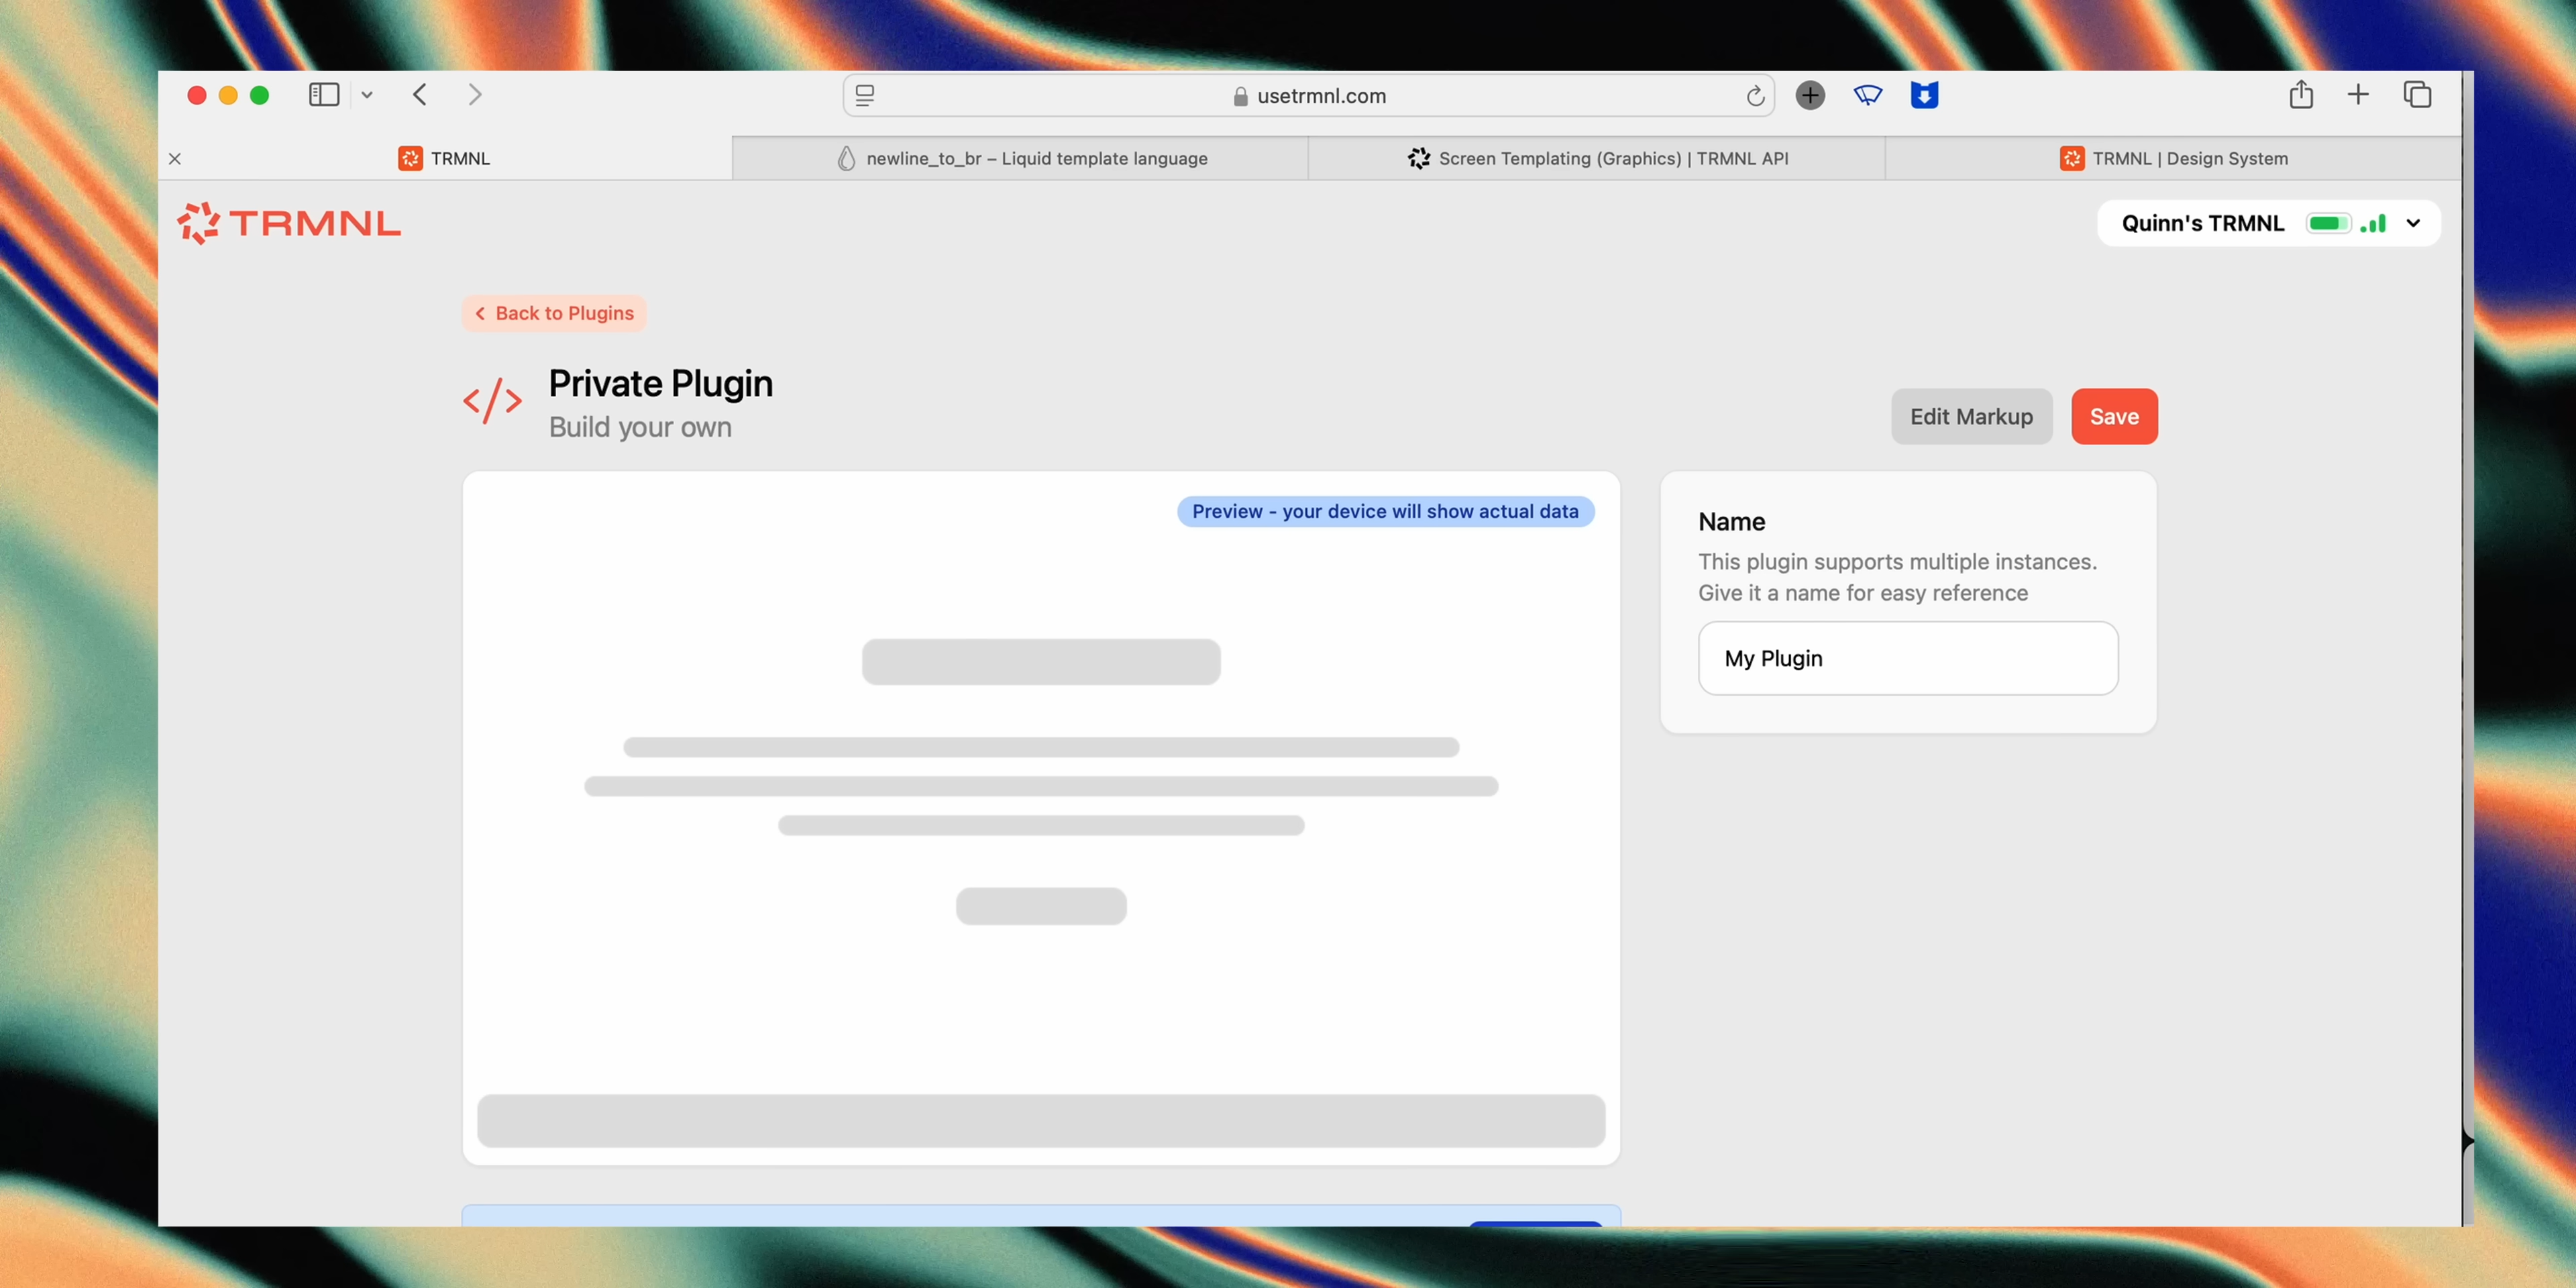 usetrmnl.com
TRMNL
newline_to_br – Liquid template language
Screen Templating (Graphics) | TRMNL API
TRMNL | Design System
TRMNL
Quinn's TRMNL
Back to Plugins
Private Plugin
Build your own
Edit Markup
Save
Preview - your device will show actual data
Name
This plugin supports multiple instances.
Give it a name for easy reference
My Plugin